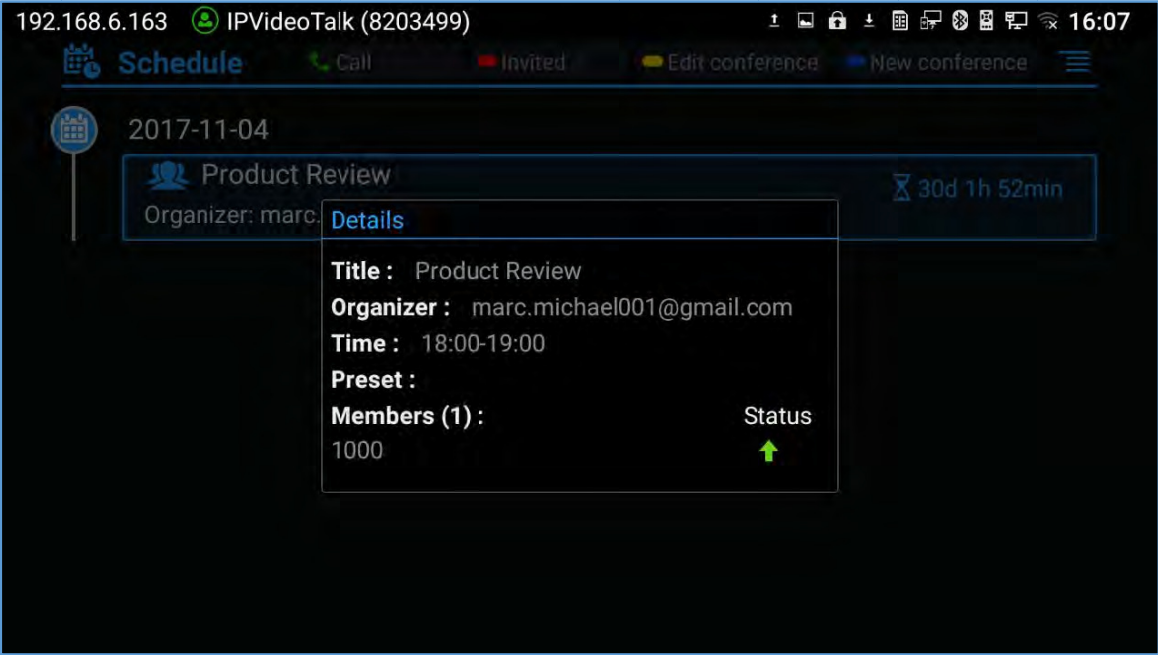 192.168.6.163 IPVideoTalk (8203499) 16:07
Schedule Call Invited Edit conference New conference
2017-11-04
Product Review
30d 1h 52min
Organizer: marc.
Details
Title : Product Review
Organizer : marc.michael001@gmail.com
Time : 18:00-19:00
Preset :
Members (1) : Status
1000